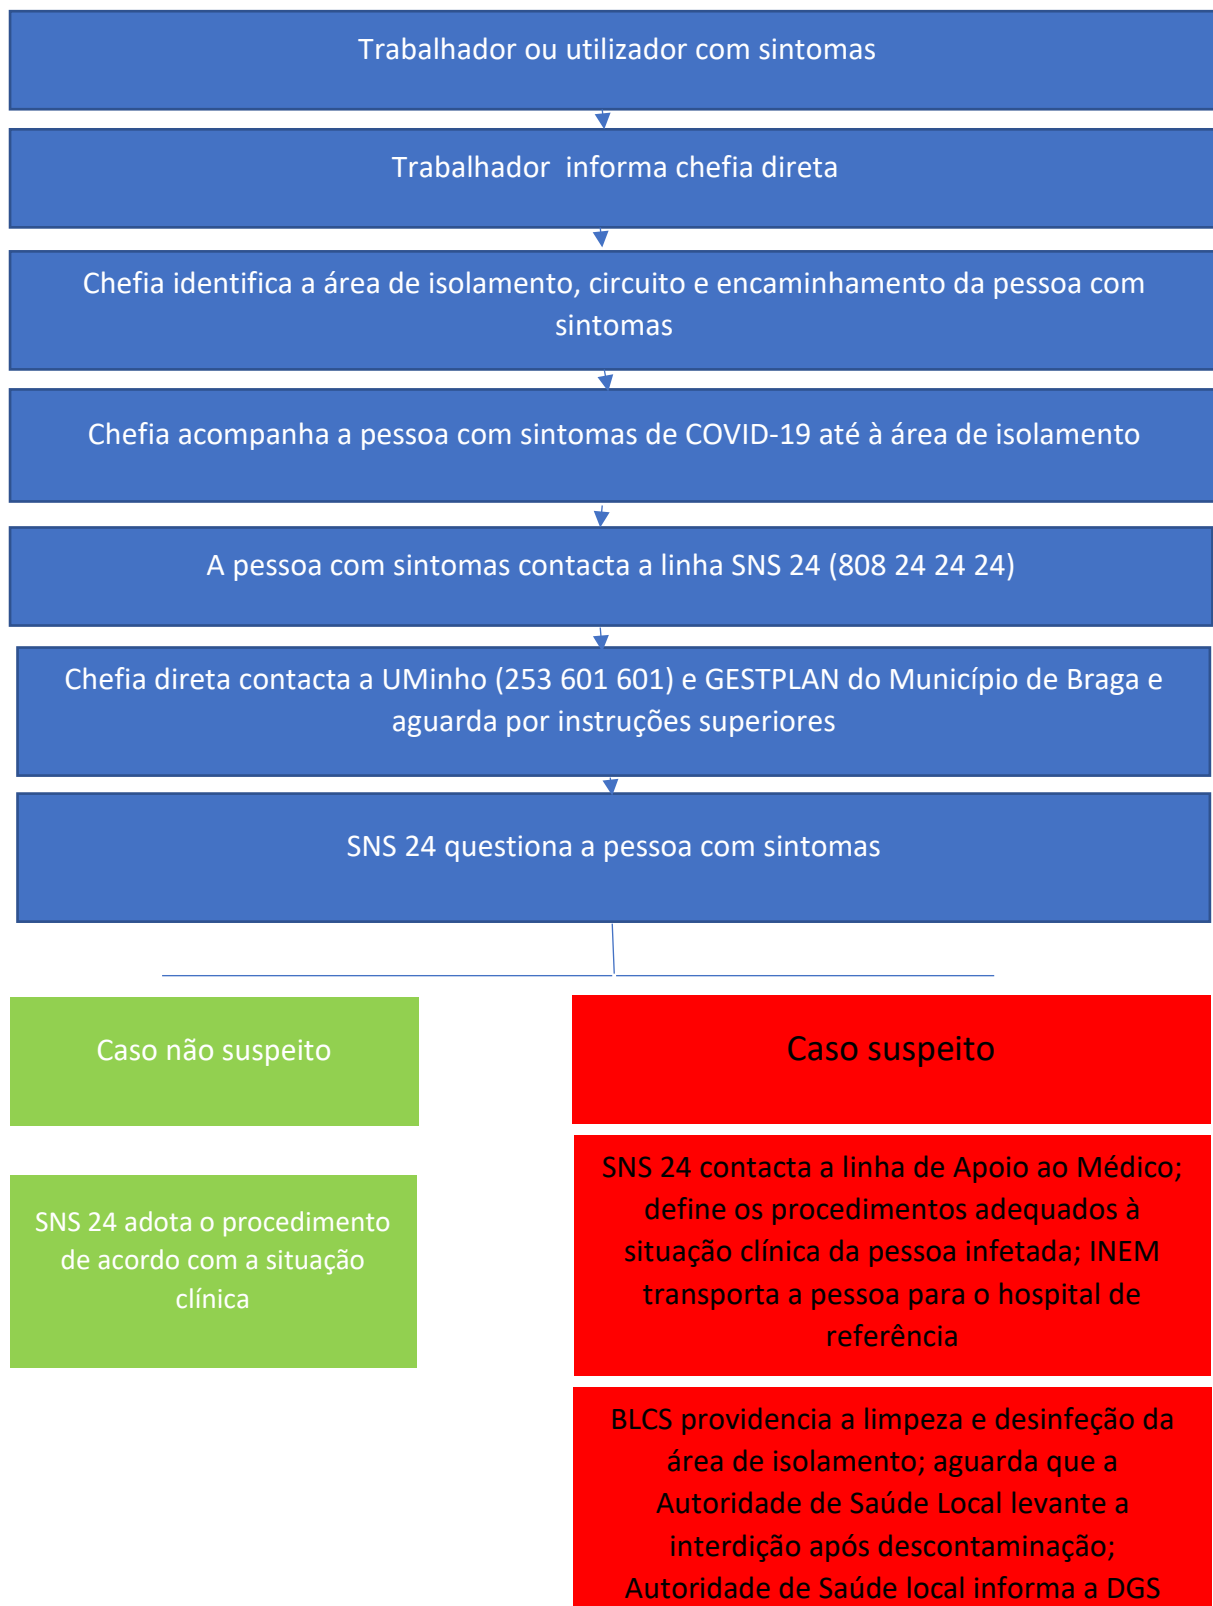 Trabalhador ou utilizador com sintomas
Trabalhador  informa chefia direta
Chefia identifica a área de isolamento, circuito e encaminhamento da pessoa com
sintomas
Chefia acompanha a pessoa com sintomas de COVID-19 até à área de isolamento
A pessoa com sintomas contacta a linha SNS 24 (808 24 24 24)
Chefia direta contacta a UMinho (253 601 601) e GESTPLAN do Município de Braga e
aguarda por instruções superiores
SNS 24 questiona a pessoa com sintomas
Caso não suspeito
SNS 24 adota o procedimento
de acordo com a situação
clínica
Caso suspeito
SNS 24 contacta a linha de Apoio ao Médico;
define os procedimentos adequados à
situação clínica da pessoa infetada; INEM
transporta a pessoa para o hospital de
referência
BLCS providencia a limpeza e desinfeção da
área de isolamento; aguarda que a
Autoridade de Saúde Local levante a
interdição após descontaminação;
Autoridade de Saúde local informa a DGS